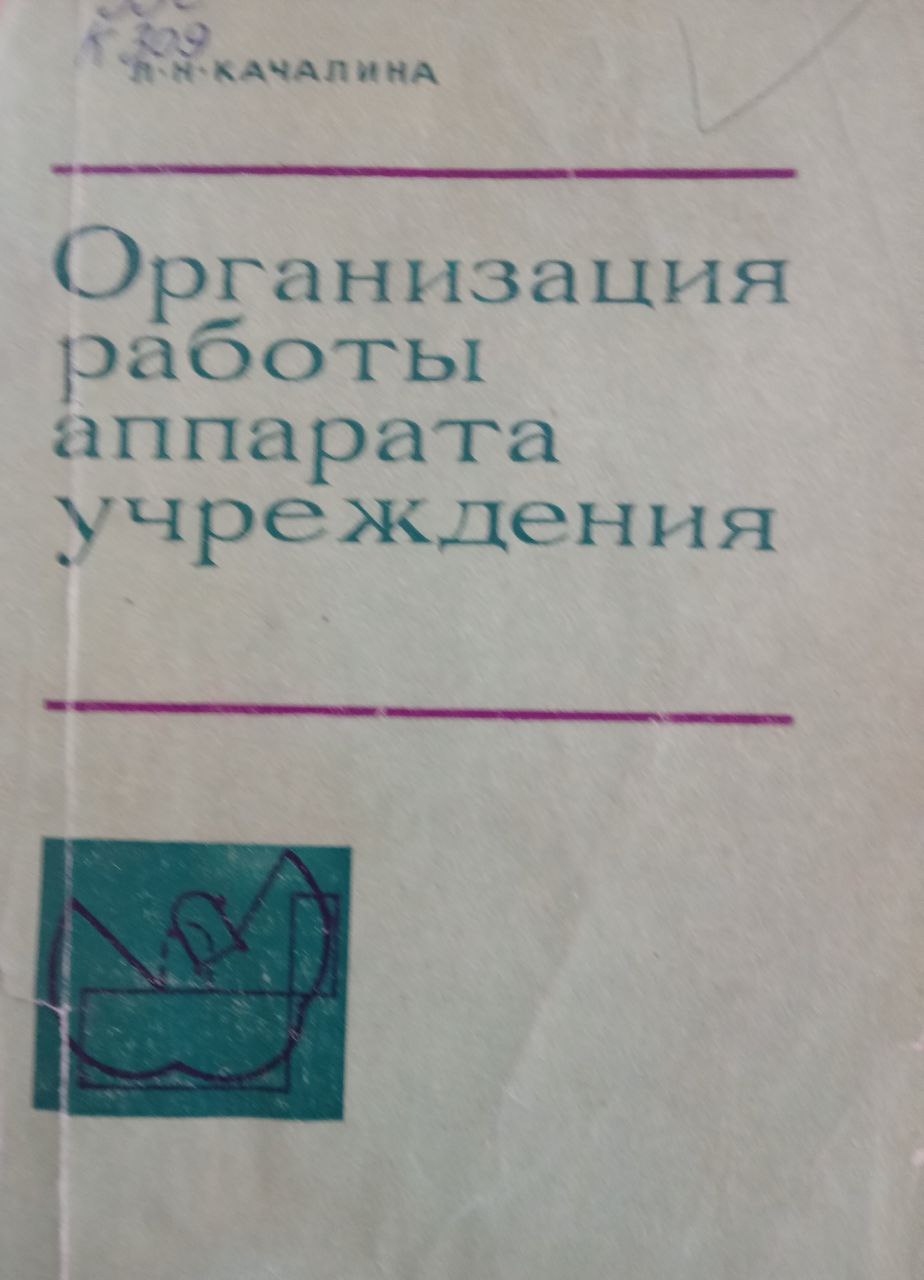 К 309
Л·Н·КАЧАЛИНА
Организация
работы
аппарата
учреждения